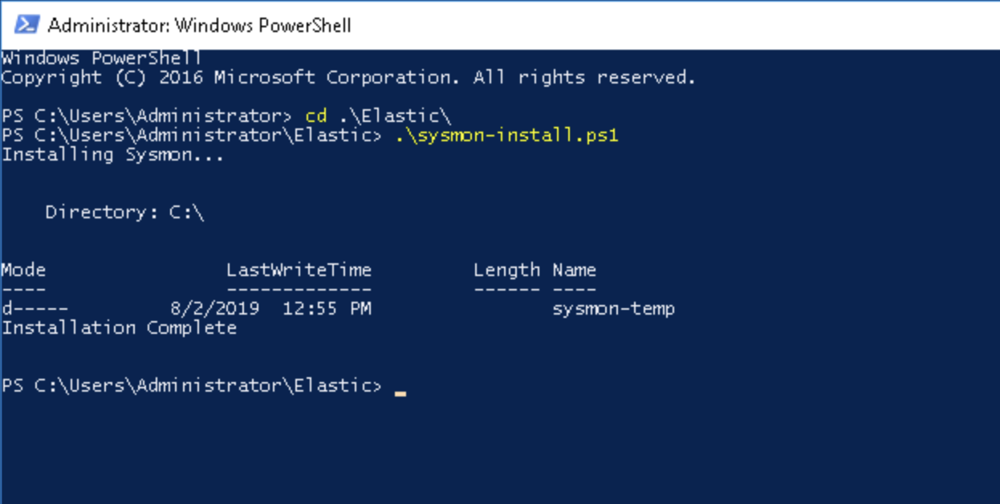 Administrator: Windows PowerShell
Windows PowerShell
Copyright (C) 2016 Microsoft Corporation. All rights reserved.
PS C:\Users\Administrator> cd .\Elastic\
PS C:\Users\Administrator\Elastic> .\sysmon-install.ps1
Installing Sysmon...
Directory: C:\
Mode LastWriteTime Length Name
---- ------------- ------ ----
d----- 8/2/2019 12:55 PM sysmon-temp
Installation Complete
PS C:\Users\Administrator\Elastic> _